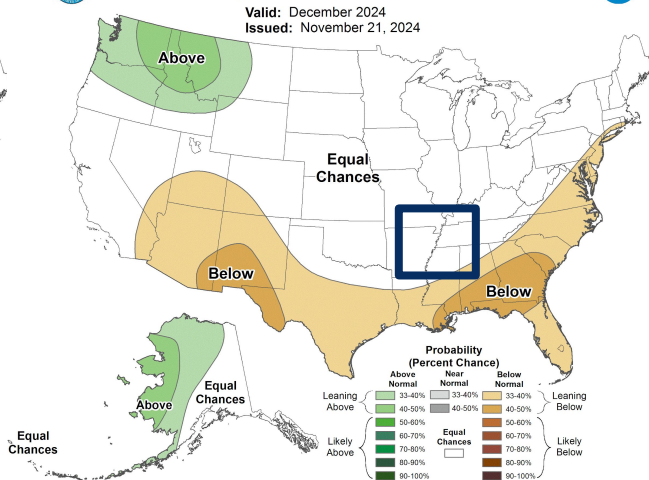 Valid: December 2024
Issued: November 21, 2024
Above
Equal
Chances
Below
Below
Above
Equal
Chances
Equal
Chances
Probability
(Percent Chance)
Above
Normal
Near
Normal
Below
Normal
Leaning
Above
33-40%
33-40%
33-40%
Leaning
Below
40-50%
40-50%
40-50%
Likely
Above
50-60%
50-60%
Likely
Below
60-70%
Equal
Chances
60-70%
70-80%
70-80%
80-90%
80-90%
90-100%
90-100%